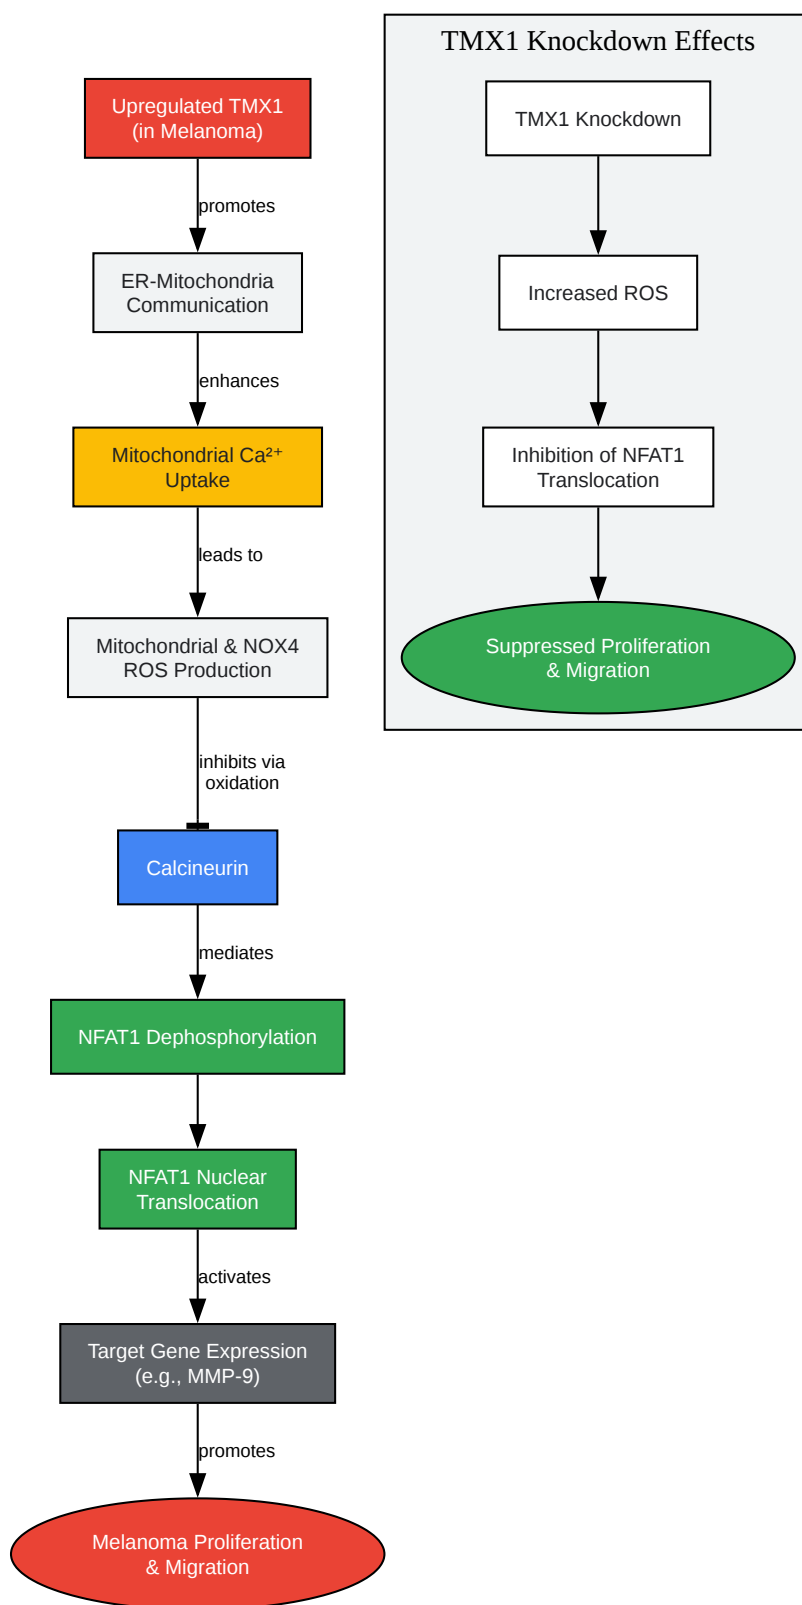 Upregulated TMX1
(in Melanoma)
promotes
ER-Mitochondria
Communication
enhances
Mitochondrial Ca²⁺
Uptake
leads to
Mitochondrial & NOX4
ROS Production
inhibits via
oxidation
Calcineurin
mediates
NFAT1 Dephosphorylation
NFAT1 Nuclear
Translocation
activates
Target Gene Expression
(e.g., MMP-9)
promotes
Melanoma Proliferation
& Migration
TMX1 Knockdown Effects
TMX1 Knockdown
Increased ROS
Inhibition of NFAT1
Translocation
Suppressed Proliferation
& Migration